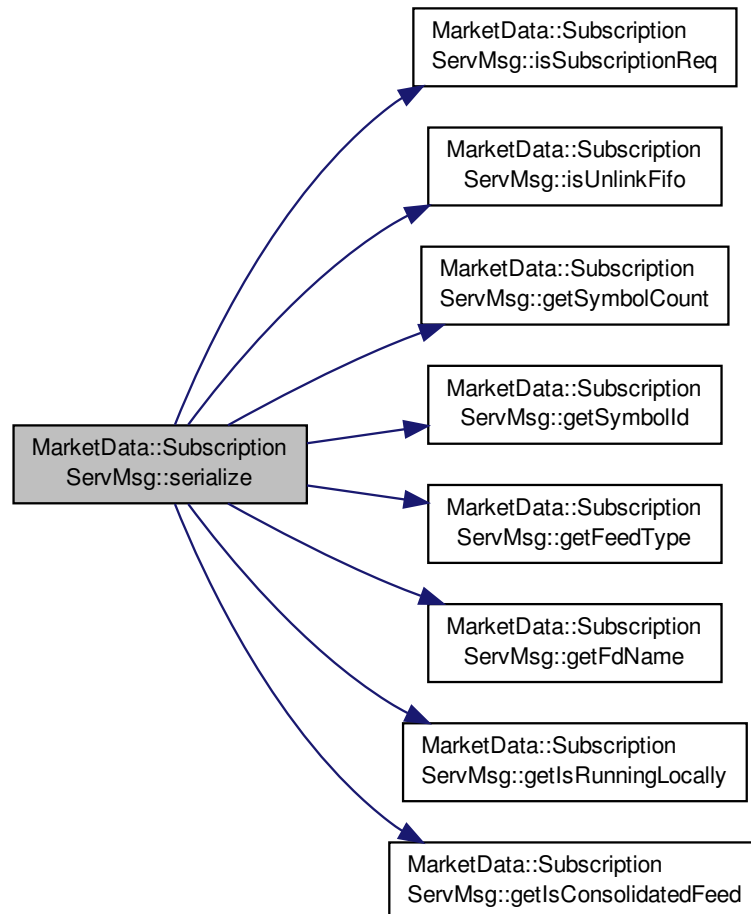 MarketData::Subscription
ServMsg::isSubscriptionReq
MarketData::Subscription
ServMsg::isUnlinkFifo
MarketData::Subscription
ServMsg::getSymbolCount
MarketData::Subscription
ServMsg::getSymbolId
MarketData::Subscription
ServMsg::serialize
MarketData::Subscription
ServMsg::getFeedType
MarketData::Subscription
ServMsg::getFdName
MarketData::Subscription
ServMsg::getIsRunningLocally
MarketData::Subscription
ServMsg::getIsConsolidatedFeed